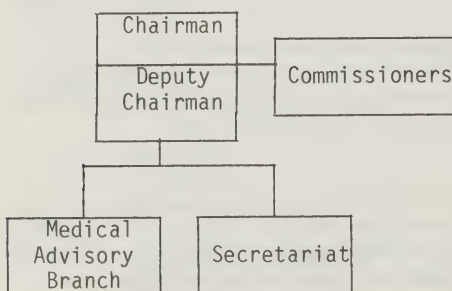 Chairman
Deputy
Chairman
Commissioners
Medical
Advisory
Branch
Secretariat